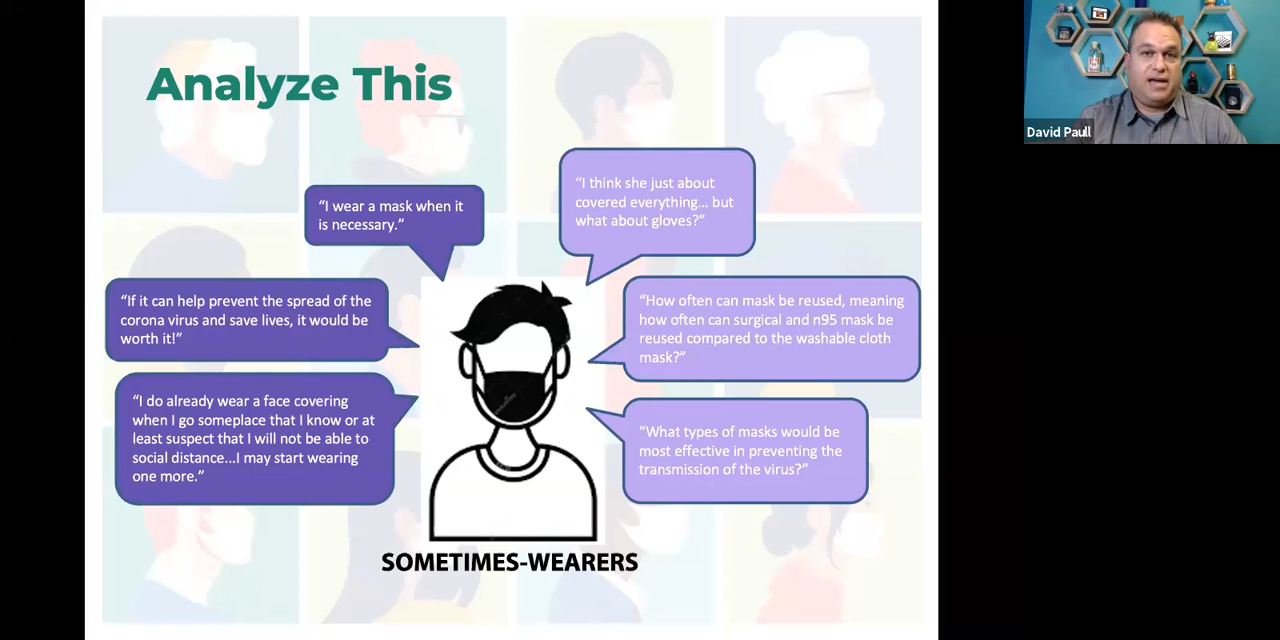 Analyze This
David Paull
“I wear a mask when it
is necessary.”
“I think she just about
covered everything... but
what about gloves?”
“If it can help prevent the spread of the
corona virus and save lives, it would be
worth it!”
“How often can mask be reused, meaning
how often can surgical and n95 mask be
reused compared to the washable cloth
mask?”
“I do already wear a face covering
when I go someplace that I know or at
least suspect that I will not be able to
social distance...I may start wearing
one more.”
“What types of masks would be
most effective in preventing the
transmission of the virus?”
SOMETIMES-WEARERS